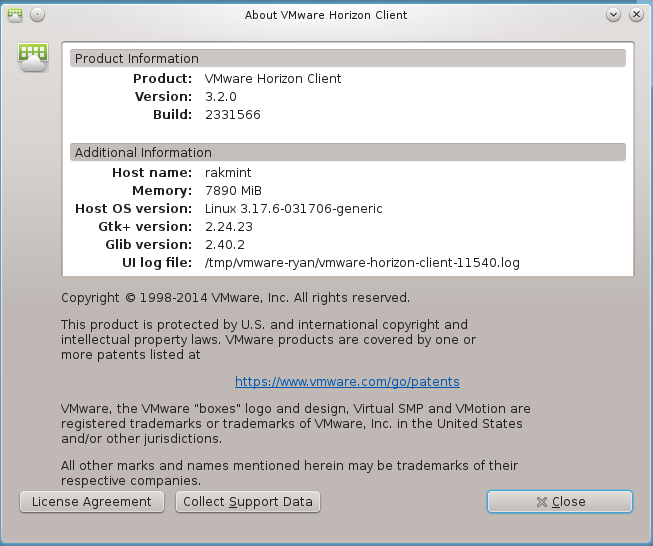 About VMware Horizon Client
Product Information
Product: VMware Horizon Client
Version: 3.2.0
Build: 2331566
Additional Information
Host name: rakmint
Memory: 7890 MiB
Host OS version: Linux 3.17.6-031706-generic
Gtk+ version: 2.24.23
Glib version: 2.40.2
UI log file: /tmp/vmware-ryan/vmware-horizon-client-11540.log
Copyright © 1998-2014 VMware, Inc. All rights reserved.
This product is protected by U.S. and international copyright and
intellectual property laws. VMware products are covered by one or
more patents listed at
https://www.vmware.com/go/patents
VMware, the VMware "boxes" logo and design, Virtual SMP and VMotion are
registered trademarks or trademarks of VMware, Inc. in the United States
and/or other jurisdictions.
All other marks and names mentioned herein may be trademarks of their
respective companies.
License Agreement Collect Support Data Close